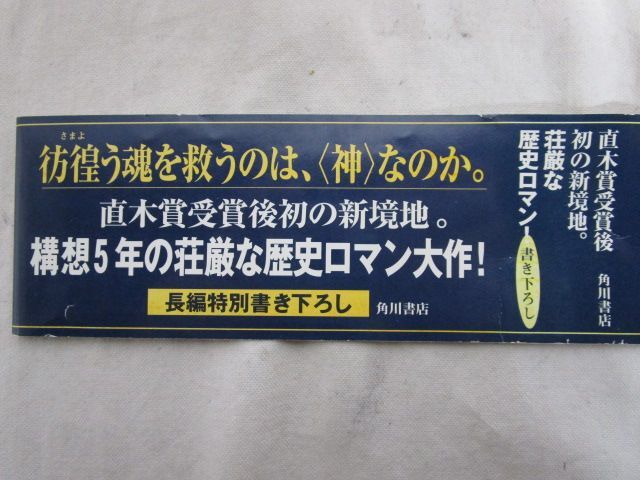 さまよ
彷徨う魂を救うのは、〈神〉なのか。
直木賞受賞後初の新境地。
構想5年の荘厳な歴史ロマン大作!
長編特別書き下ろし
角川書店
直木賞受賞後
初の新境地。
荘厳な
歴史ロマン!
書き下ろし
角川書店